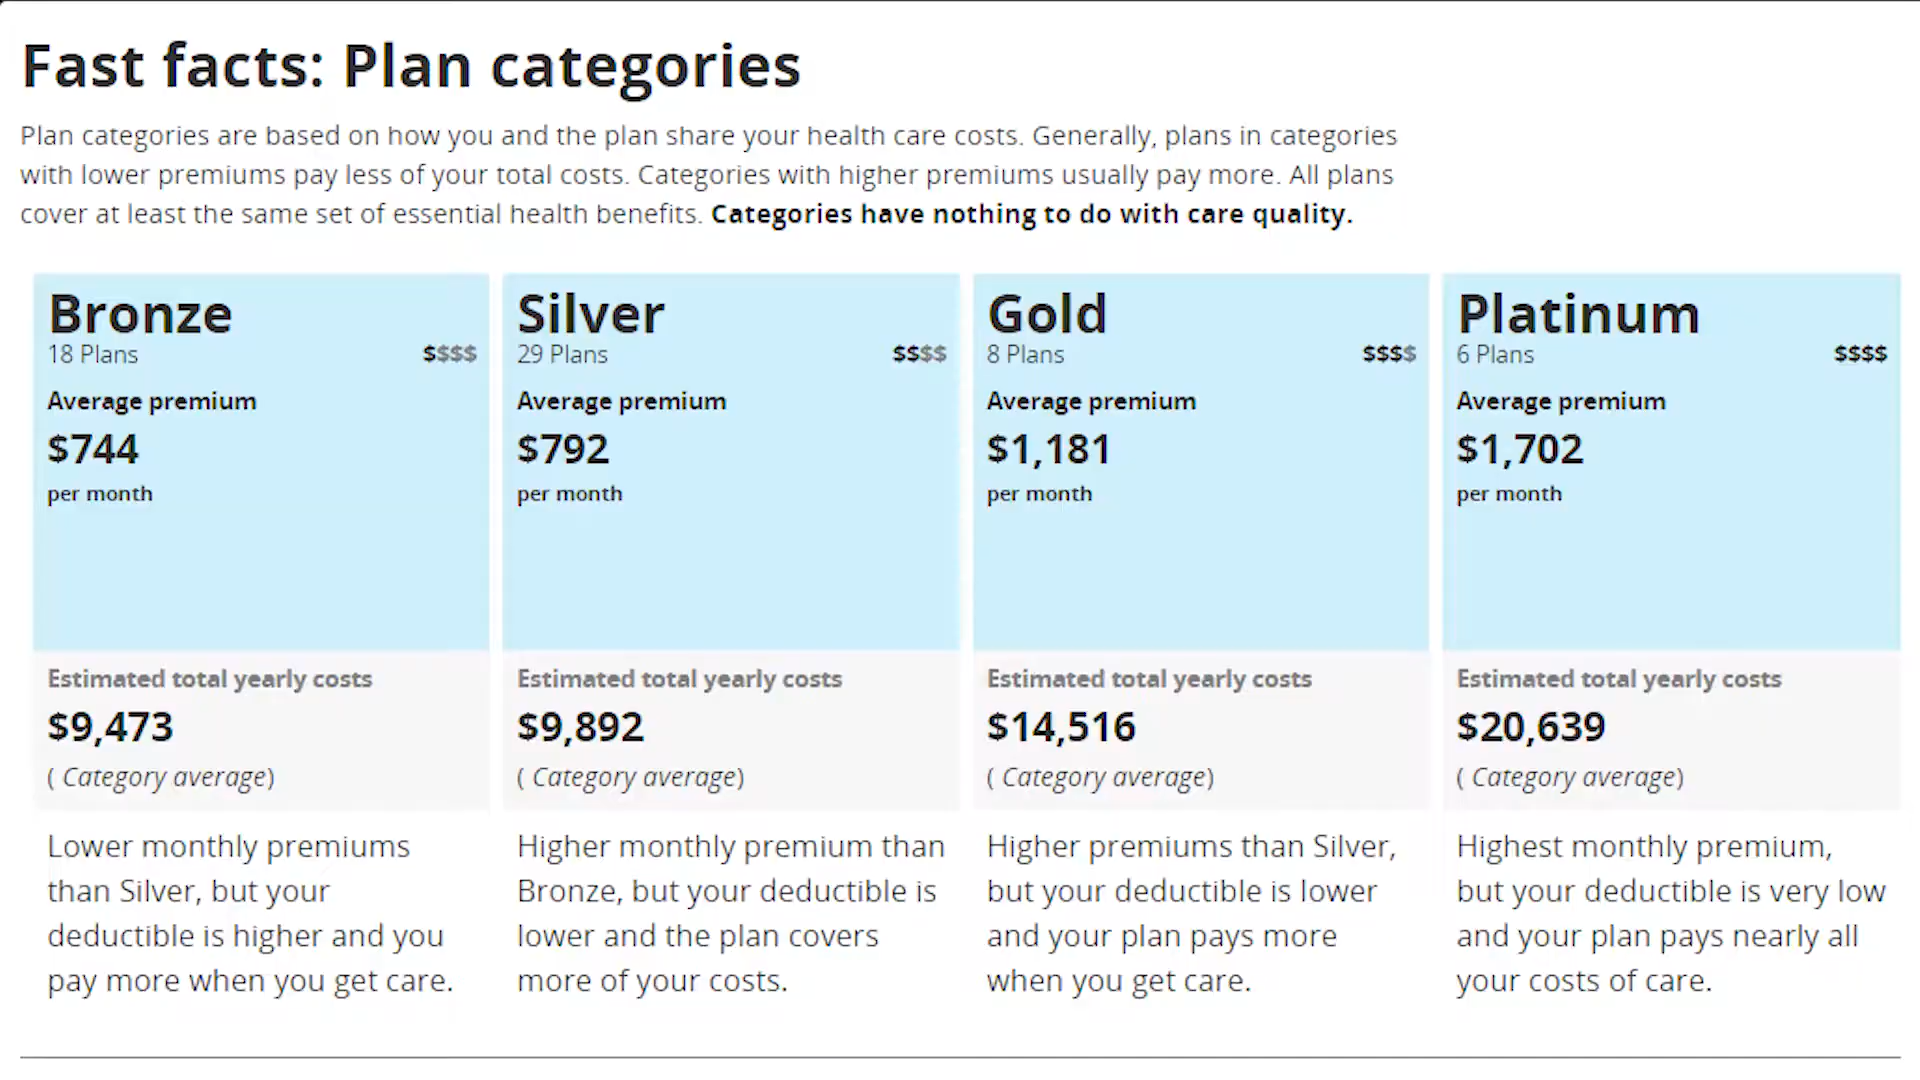 Fast facts: Plan categories
Plan categories are based on how you and the plan share your health care costs. Generally, plans in categories
with lower premiums pay less of your total costs. Categories with higher premiums usually pay more. All plans
cover at least the same set of essential health benefits. Categories have nothing to do with care quality.
Bronze
18 Plans $$$$
Average premium
$744
per month
Estimated total yearly costs
$9,473
( Category average)
Lower monthly premiums
than Silver, but your
deductible is higher and you
pay more when you get care.
Silver
29 Plans $$$$
Average premium
$792
per month
Estimated total yearly costs
$9,892
( Category average)
Higher monthly premium than
Bronze, but your deductible is
lower and the plan covers
more of your costs.
Gold
8 Plans $$$$
Average premium
$1,181
per month
Estimated total yearly costs
$14,516
( Category average)
Higher premiums than Silver,
but your deductible is lower
and your plan pays more
when you get care.
Platinum
6 Plans $$$$
Average premium
$1,702
per month
Estimated total yearly costs
$20,639
( Category average)
Highest monthly premium,
but your deductible is very low
and your plan pays nearly all
your costs of care.